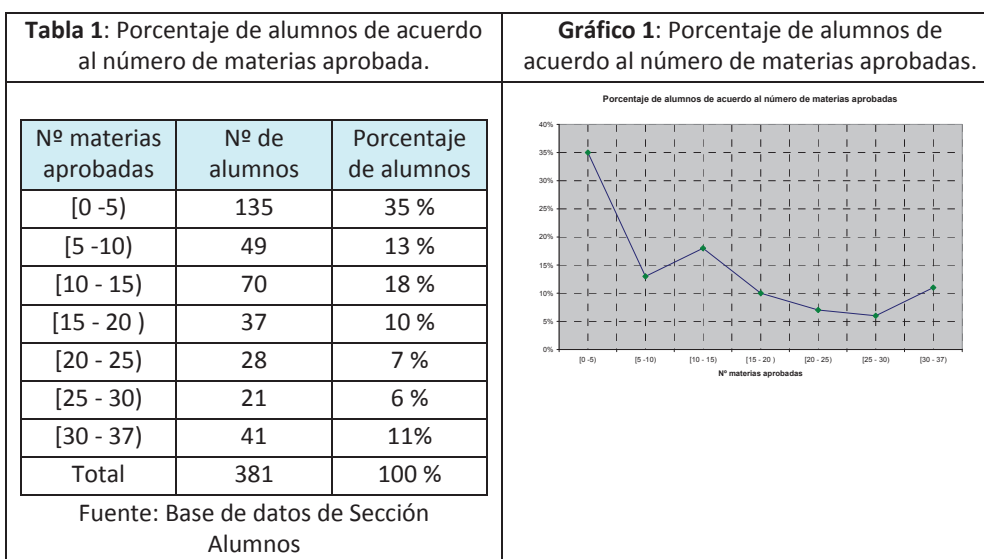 Tabla 1: Porcentaje de alumnos de acuerdo
al número de materias aprobada.
Nº materias aprobadas Nº de alumnos Porcentaje de alumnos
[0 -5) 135 35 %
[5 -10) 49 13 %
[10 - 15) 70 18 %
[15 - 20 ) 37 10 %
[20 - 25) 28 7 %
[25 - 30) 21 6 %
[30 - 37) 41 11%
Total 381 100 %
Fuente: Base de datos de Sección
Alumnos
Gráfico 1: Porcentaje de alumnos de
acuerdo al número de materias aprobadas.
Porcentaje de alumnos de acuerdo al número de materias aprobadas
40%
35%
30%
25%
20%
15%
10%
5%
0%
[0 -5) [5 -10) [10 - 15) [15 - 20 ) [20 - 25) [25 - 30) [30 - 37)
Nº materias aprobadas